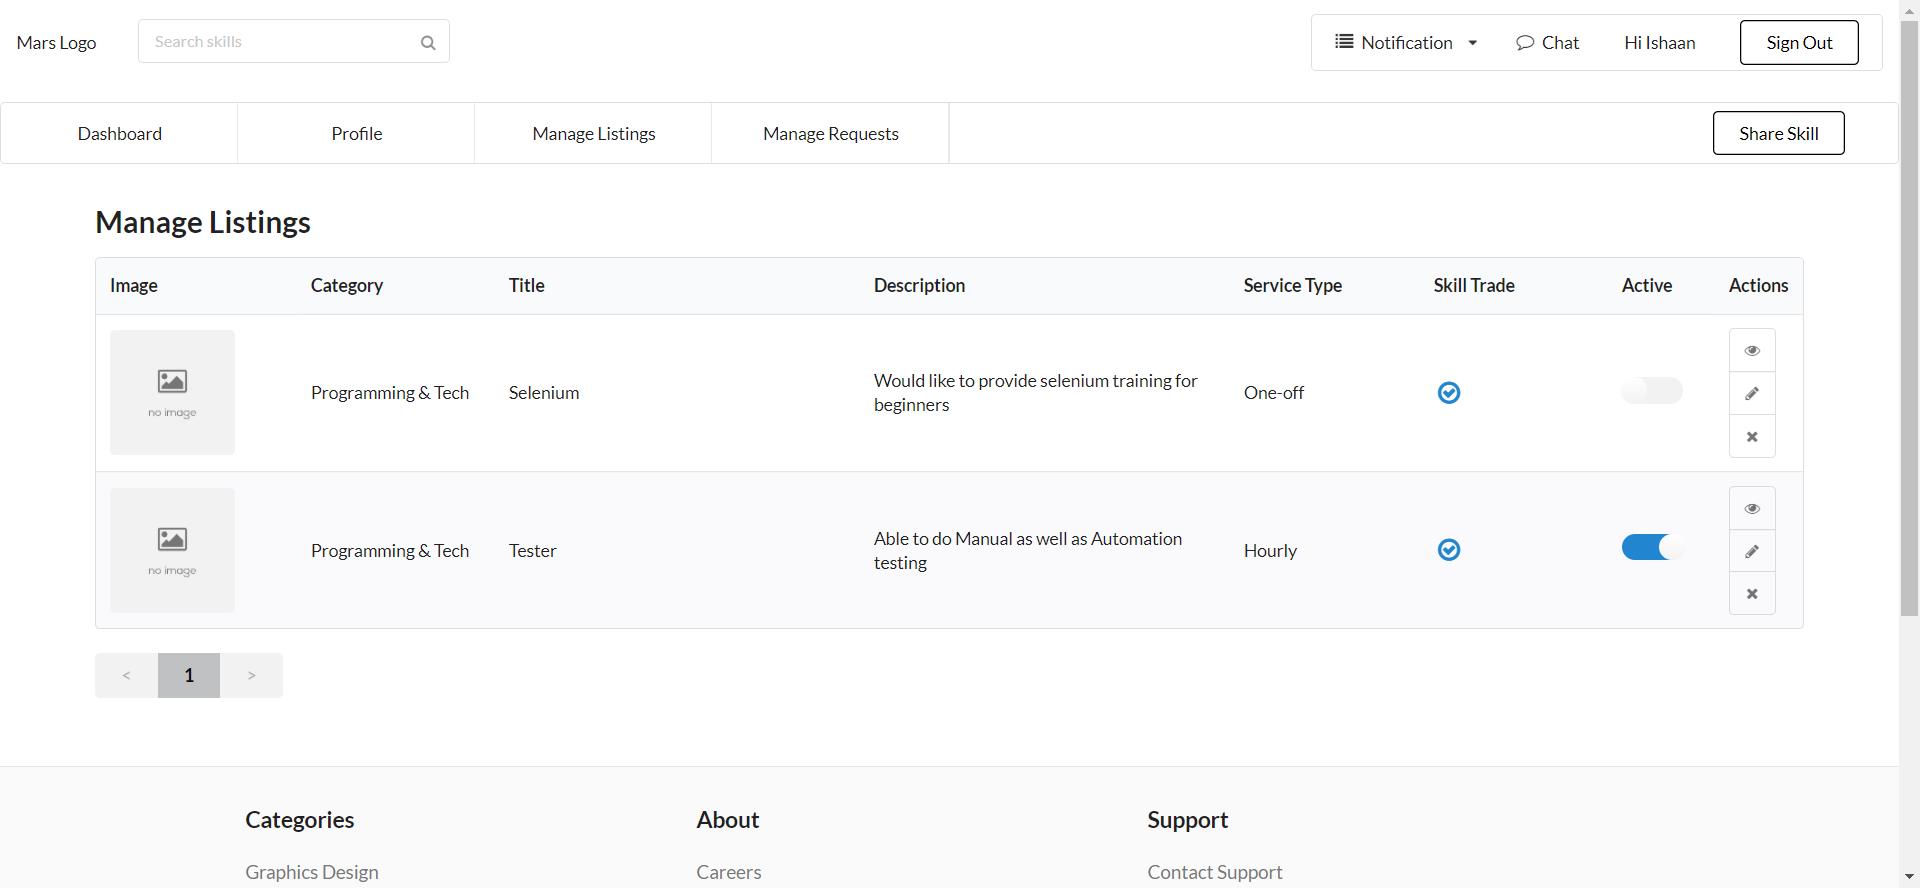 Mars Logo
Search skills
Notification
Chat
Hi Ishaan
Sign Out
Dashboard
Profile
Manage Listings
Manage Requests
Share Skill
Manage Listings
Image Category Title Description Service Type Skill Trade Active Actions
no image
Programming & Tech
Selenium
Would like to provide selenium training for
beginners
One-off
no image
Programming & Tech
Tester
Able to do Manual as well as Automation
testing
Hourly
< 1 >
Categories
About
Support
Graphics Design
Careers
Contact Support